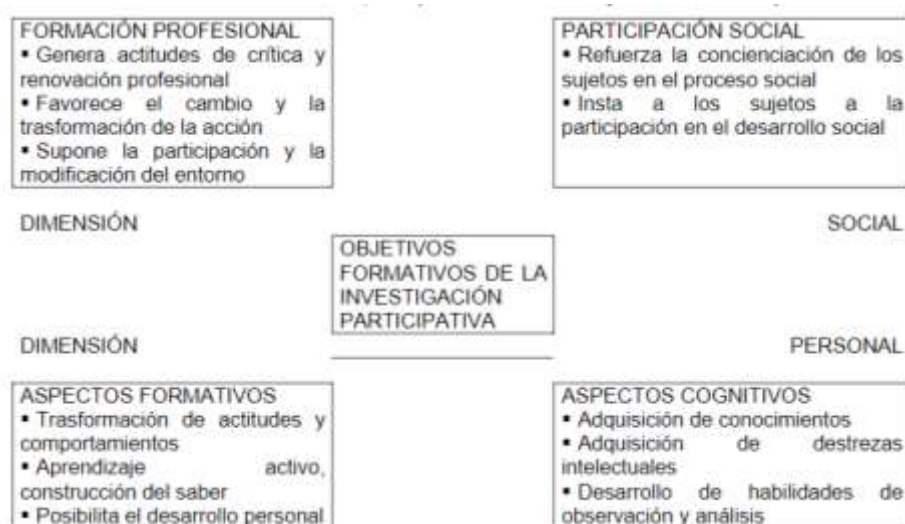 FORMACIÓN PROFESIONAL
▪ Genera actitudes de crítica y
renovación profesional
▪ Favorece el cambio y la
trasformación de la acción
▪ Supone la participación y la
modificación del entorno
PARTICIPACIÓN SOCIAL
▪ Refuerza la concienciación de los
sujetos en el proceso social
▪ Insta a los sujetos a la
participación en el desarrollo social
DIMENSIÓN SOCIAL
OBJETIVOS
FORMATIVOS DE LA
INVESTIGACIÓN
PARTICIPATIVA
DIMENSIÓN PERSONAL
ASPECTOS FORMATIVOS
▪ Trasformación de actitudes y
comportamientos
▪ Aprendizaje activo,
construcción del saber
▪ Posibilita el desarrollo personal
ASPECTOS COGNITIVOS
▪ Adquisición de conocimientos
▪ Adquisición de destrezas
intelectuales
▪ Desarrollo de habilidades de
observación y análisis